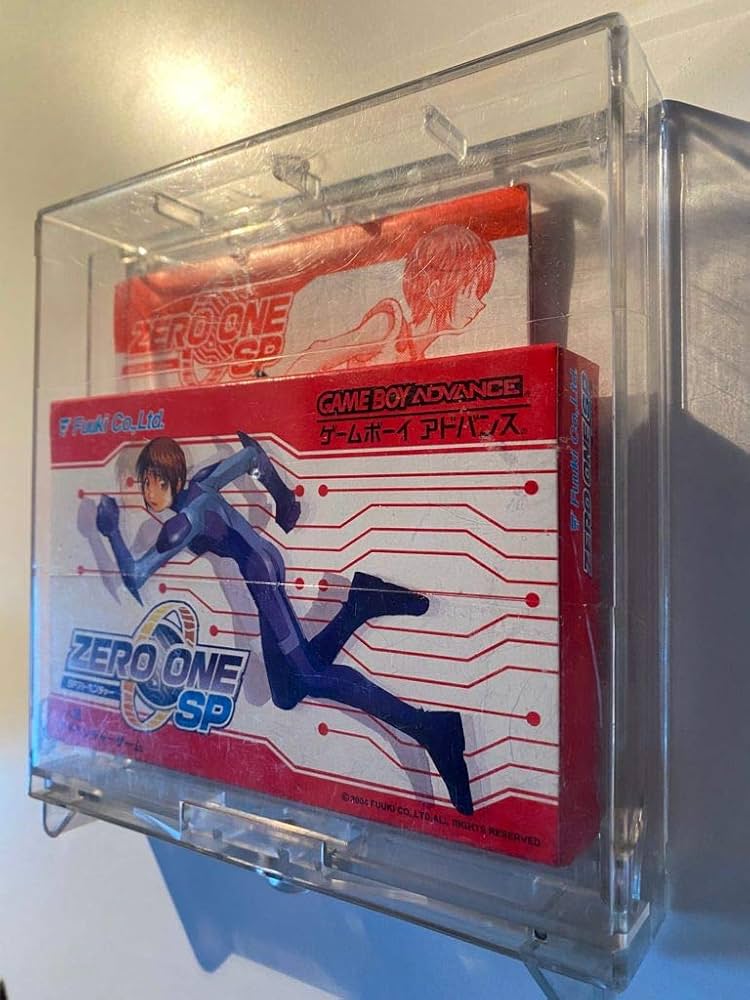 ZERO ONE
SP
Fuuki Co.,Ltd.
GAME BOY ADVANCE
ゲームボーイ アドバンス
ZERO ONE
SP
©2004 FUUKI CO.,LTD.ALL RIGHTS RESERVED
Fuuki Co.,Ltd.
ZERO ONE SP